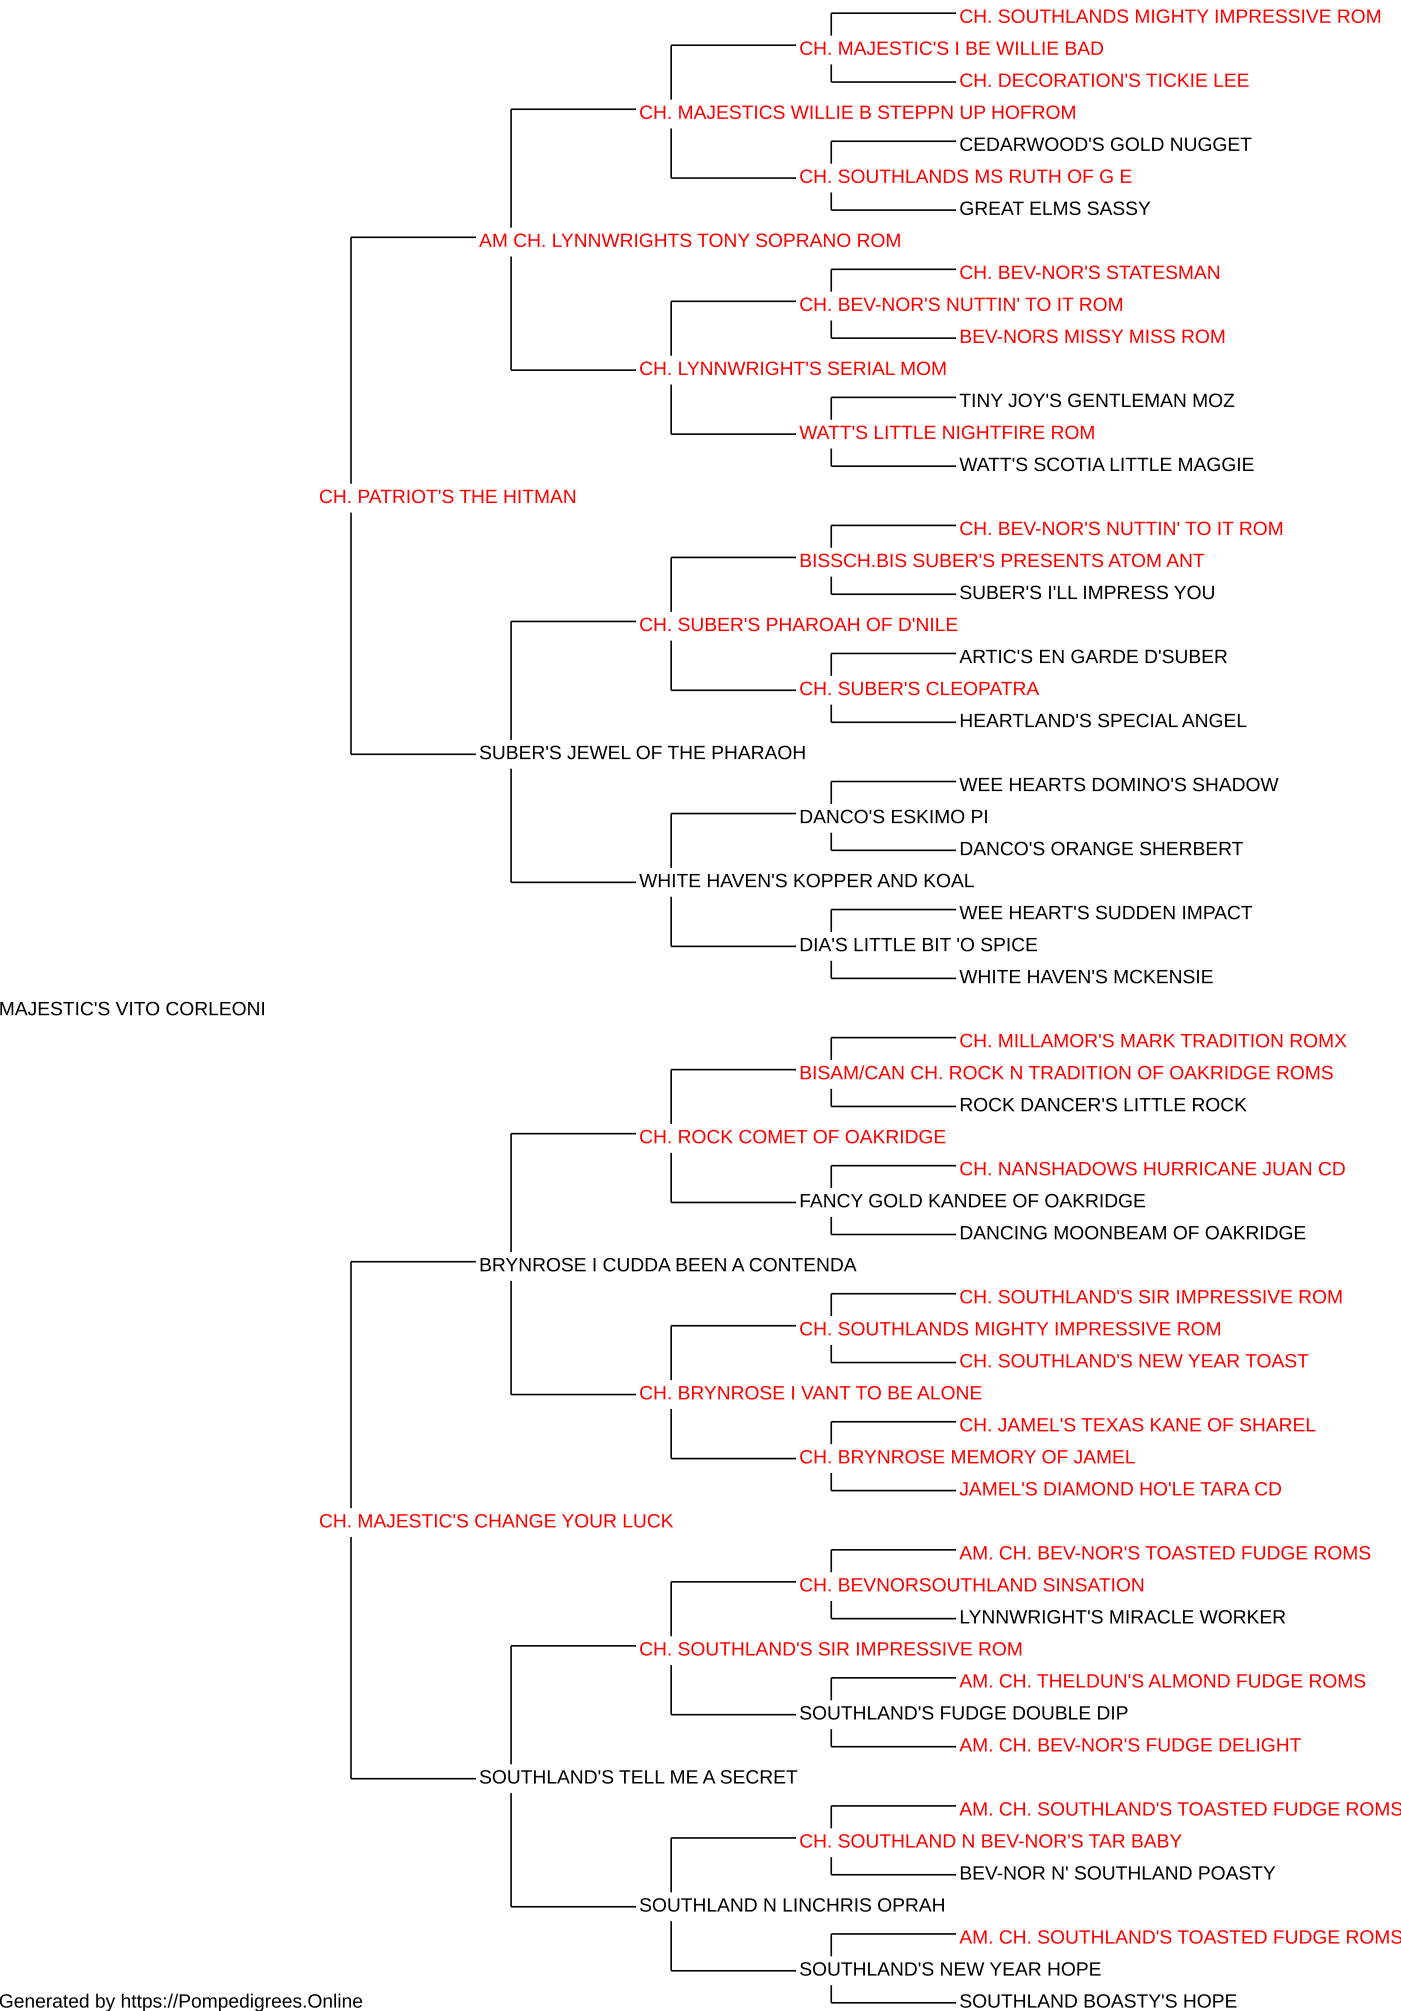 CH. SOUTHLANDS MIGHTY IMPRESSIVE ROM
CH. MAJESTIC'S I BE WILLIE BAD
CH. DECORATION'S TICKIE LEE
CH. MAJESTICS WILLIE B STEPPN UP HOFROM
CEDARWOOD'S GOLD NUGGET
CH. SOUTHLANDS MS RUTH OF G E
GREAT ELMS SASSY
AM CH. LYNNWRIGHTS TONY SOPRANO ROM
CH. BEV-NOR'S STATESMAN
CH. BEV-NOR'S NUTTIN' TO IT ROM
BEV-NORS MISSY MISS ROM
CH. LYNNWRIGHT'S SERIAL MOM
TINY JOY'S GENTLEMAN MOZ
WATT'S LITTLE NIGHTFIRE ROM
WATT'S SCOTIA LITTLE MAGGIE
CH. PATRIOT'S THE HITMAN
CH. BEV-NOR'S NUTTIN' TO IT ROM
BISSCH.BIS SUBER'S PRESENTS ATOM ANT
SUBER'S I'LL IMPRESS YOU
CH. SUBER'S PHAROAH OF D'NILE
ARTIC'S EN GARDE D'SUBER
CH. SUBER'S CLEOPATRA
HEARTLAND'S SPECIAL ANGEL
SUBER'S JEWEL OF THE PHARAOH
WEE HEARTS DOMINO'S SHADOW
DANCO'S ESKIMO PI
DANCO'S ORANGE SHERBERT
WHITE HAVEN'S KOPPER AND KOAL
WEE HEART'S SUDDEN IMPACT
DIA'S LITTLE BIT 'O SPICE
WHITE HAVEN'S MCKENSIE
MAJESTIC'S VITO CORLEONI
CH. MILLAMOR'S MARK TRADITION ROMX
BISAM/CAN CH. ROCK N TRADITION OF OAKRIDGE ROMS
ROCK DANCER'S LITTLE ROCK
CH. ROCK COMET OF OAKRIDGE
CH. NANSHADOWS HURRICANE JUAN CD
FANCY GOLD KANDEE OF OAKRIDGE
DANCING MOONBEAM OF OAKRIDGE
BRYNROSE I CUDDA BEEN A CONTENDA
CH. SOUTHLAND'S SIR IMPRESSIVE ROM
CH. SOUTHLANDS MIGHTY IMPRESSIVE ROM
CH. SOUTHLAND'S NEW YEAR TOAST
CH. BRYNROSE I VANT TO BE ALONE
CH. JAMEL'S TEXAS KANE OF SHAREL
CH. BRYNROSE MEMORY OF JAMEL
JAMEL'S DIAMOND HO'LE TARA CD
CH. MAJESTIC'S CHANGE YOUR LUCK
AM. CH. BEV-NOR'S TOASTED FUDGE ROMS
CH. BEVNORSOUTHLAND SINSATION
LYNNWRIGHT'S MIRACLE WORKER
CH. SOUTHLAND'S SIR IMPRESSIVE ROM
AM. CH. THELDUN'S ALMOND FUDGE ROMS
SOUTHLAND'S FUDGE DOUBLE DIP
AM. CH. BEV-NOR'S FUDGE DELIGHT
SOUTHLAND'S TELL ME A SECRET
AM. CH. SOUTHLAND'S TOASTED FUDGE ROMS
CH. SOUTHLAND N BEV-NOR'S TAR BABY
BEV-NOR N' SOUTHLAND POASTY
SOUTHLAND N LINCHRIS OPRAH
AM. CH. SOUTHLAND'S TOASTED FUDGE ROMS
SOUTHLAND'S NEW YEAR HOPE
SOUTHLAND BOASTY'S HOPE
Generated by https://Pompedigrees.Online